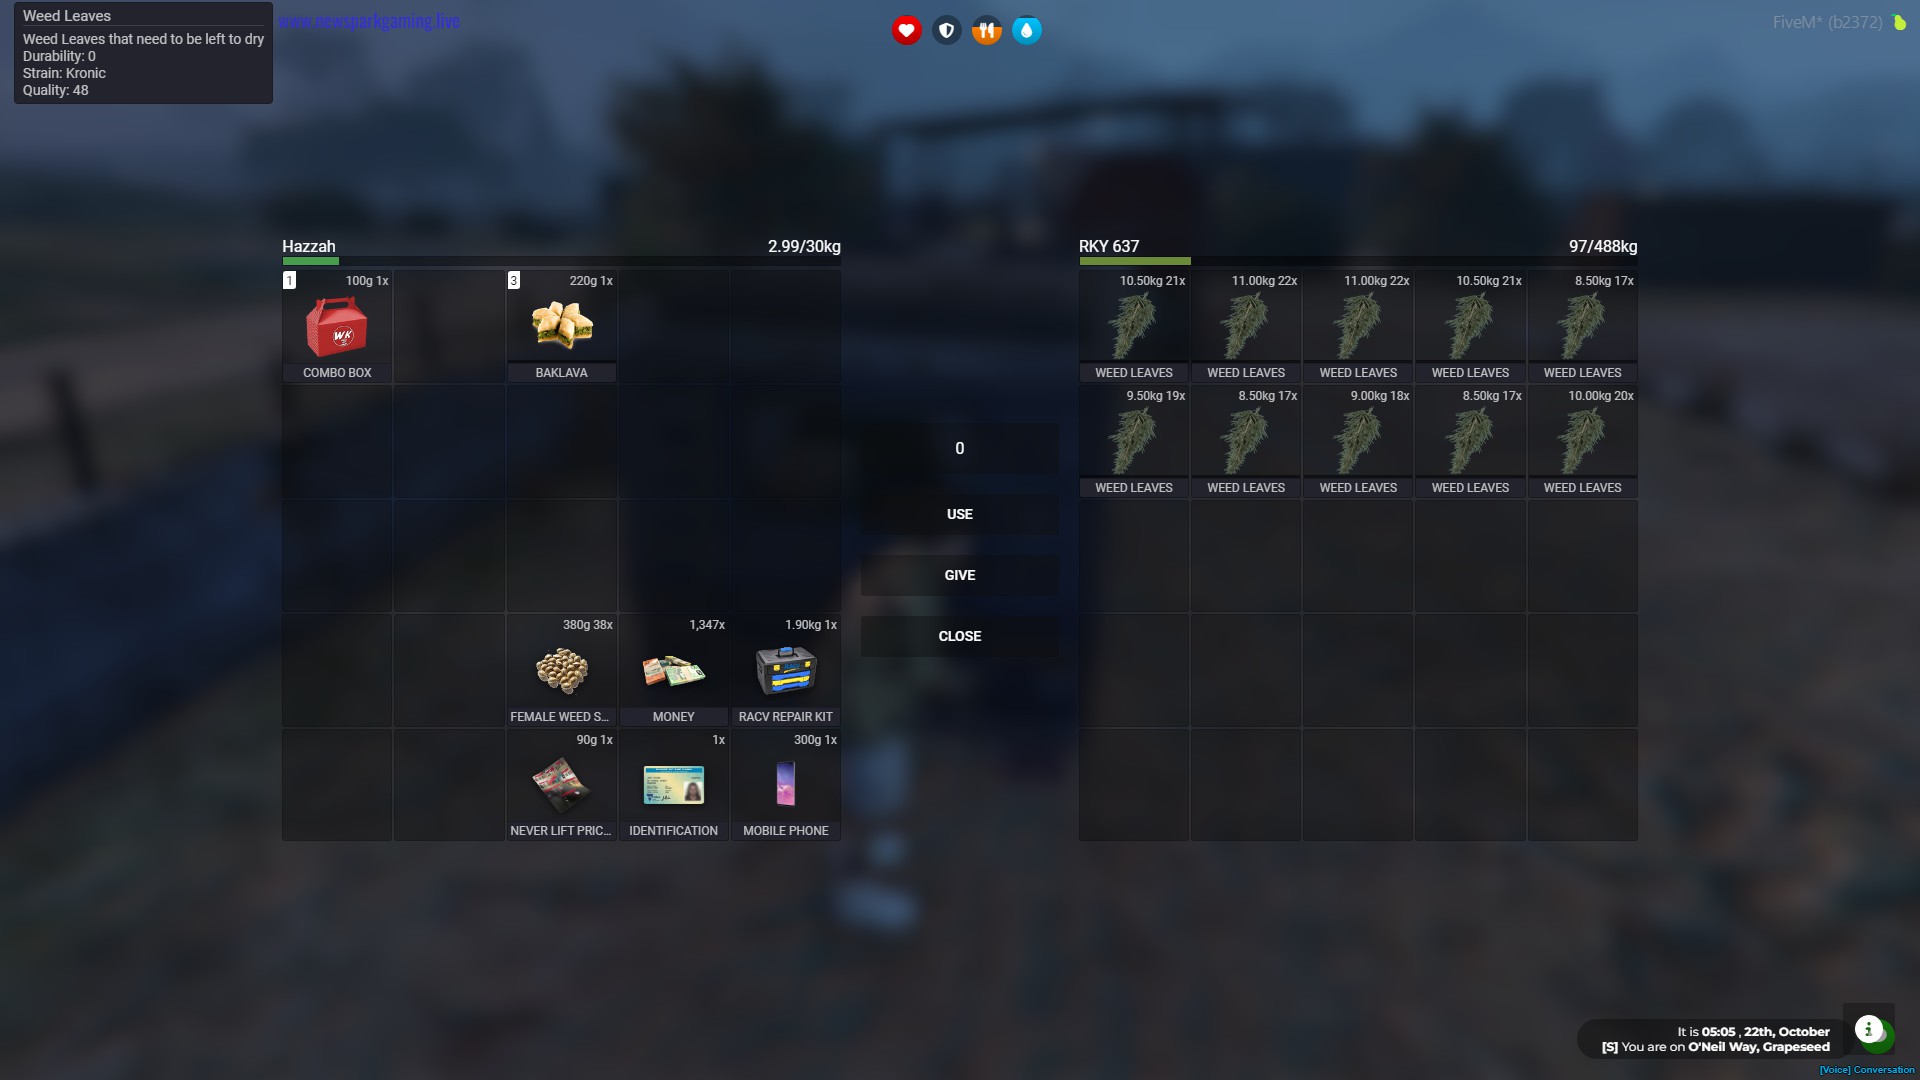 Weed Leaves
Weed Leaves that need to be left to dry
Durability: 0
Strain: Kronic
Quality: 48
www.newsparkgaming.live
FiveM* (b2372)
Hazzah
2.99/30kg
1
100g 1x
3
220g 1x
COMBO BOX
BAKLAVA
380g 38x
1,347x
1.90kg 1x
FEMALE WEED S...
MONEY
RACV REPAIR KIT
90g 1x
1x
300g 1x
NEVER LIFT PRIC...
IDENTIFICATION
MOBILE PHONE
0
USE
GIVE
CLOSE
RKY 637
97/488kg
10.50kg 21x
11.00kg 22x
11.00kg 22x
10.50kg 21x
8.50kg 17x
WEED LEAVES
WEED LEAVES
WEED LEAVES
WEED LEAVES
WEED LEAVES
9.50kg 19x
8.50kg 17x
9.00kg 18x
8.50kg 17x
10.00kg 20x
WEED LEAVES
WEED LEAVES
WEED LEAVES
WEED LEAVES
WEED LEAVES
It is 05:05 , 22th, October
[S] You are on O'Neil Way, Grapeseed
[Voice] Conversation